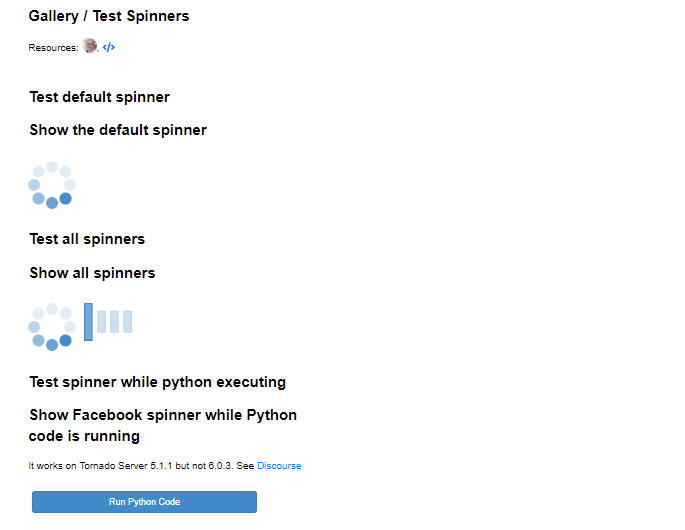 Gallery / Test Spinners
Resources: </>
Test default spinner
Show the default spinner
Test all spinners
Show all spinners
Test spinner while python executing
Show Facebook spinner while Python
code is running
It works on Tornado Server 5.1.1 but not 6.0.3. See Discourse
Run Python Code